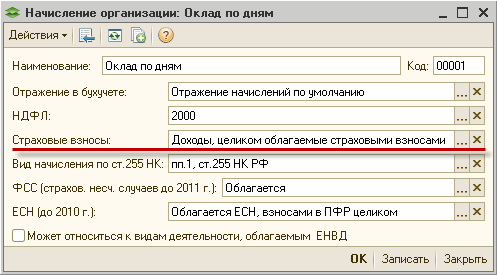 Начисление организации: Оклад по дням
Действия
Наименование: Оклад по дням Код: 00001
Отражение в бухучете: Отражение начислений по умолчанию ...
НДФЛ: 2000 ...
Страховые взносы: Доходы, целиком облагаемые страховыми взносами ...
Вид начисления по ст.255 НК: пп.1, ст.255 НК РФ ...
ФСС (страхов. несч. случаев до 2011 г.): Облагается ...
ЕСН (до 2010 г.): Облагается ЕСН, взносами в ПФР целиком ...
Может относиться к видам деятельности, облагаемым ЕНВД
OK Записать Закрыть